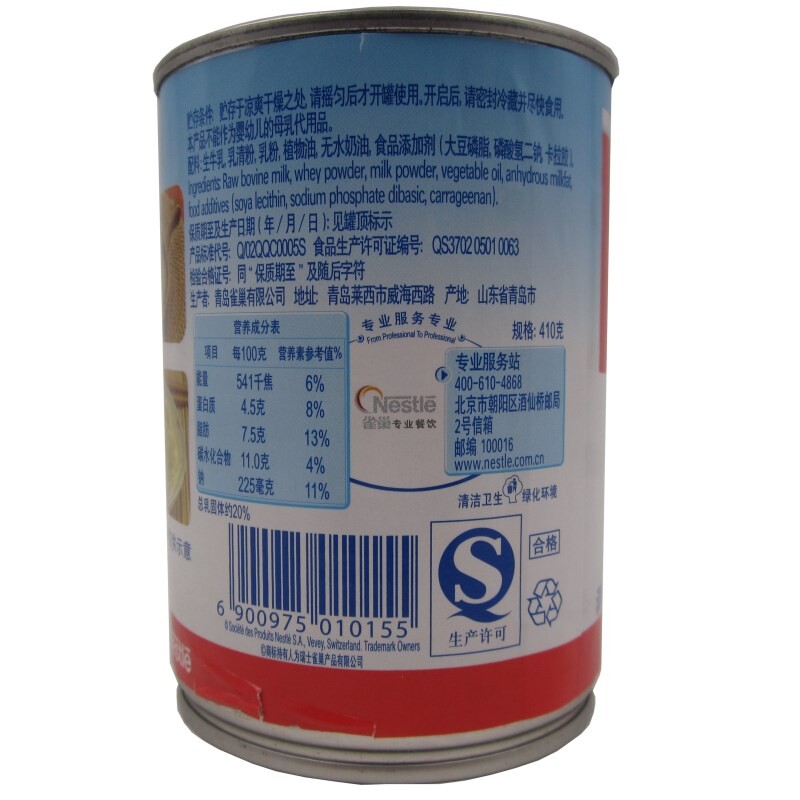 贮存条件: 贮存于凉爽干燥之处, 请摇匀后才开罐使用, 开启后, 请密封冷藏并尽快食用.
本产品不能作为婴幼儿的母乳代用品.
配料: 生牛乳, 乳清粉, 乳粉, 植物油, 无水奶油, 食品添加剂 (大豆磷脂, 磷酸氢二钠, 卡拉胶).
Ingredients: Raw bovine milk, whey powder, milk powder, vegetable oil, anhydrous milkfat,
food additives (soya lecithin, sodium phosphate dibasic, carrageenan).
保质期至及生产日期 (年/月/日): 见罐顶标示
产品标准代号: Q/02QQC0005S 食品生产许可证编号: QS3702 0501 0063
检验合格证号: 同"保质期至"及随后字符
生产者: 青岛雀巢有限公司 地址: 青岛莱西市威海西路 产地: 山东省青岛市
营养成分表
项目 每100克 营养素参考值%
能量 541千焦 6%
蛋白质 4.5克 8%
脂肪 7.5克 13%
碳水化合物 11.0克 4%
钠 225毫克 11%
总乳固体约20%
专业服务专业
From Professional To Professional
Nestlé
雀巢专业餐饮
规格: 410克
专业服务站
400-610-4868
北京市朝阳区酒仙桥邮局
2号信箱
邮编 100016
www.nestle.com.cn
清洁卫生 绿化环境
示意
6 900975 010155
© Société des Produits Nestlé S.A., Vevey, Switzerland. Trademark Owners
©商标持有人为瑞士雀巢产品有限公司
S
生产许可
合格